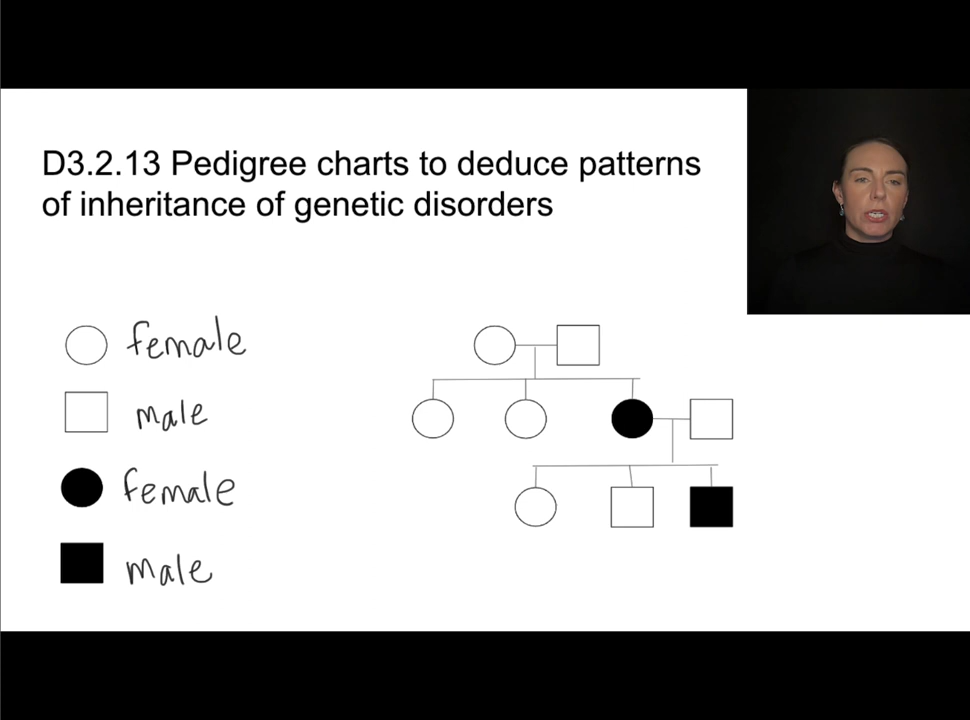 D3.2.13 Pedigree charts to deduce patterns
of inheritance of genetic disorders
female
male
female
male